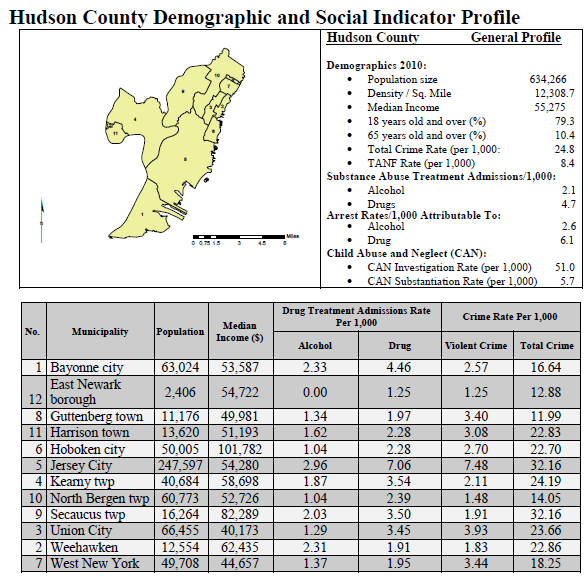 Hudson County Demographic and Social Indicator Profile
Hudson County General Profile
Demographics 2010:
• Population size 634,266
• Density / Sq. Mile 12,308.7
• Median Income 55,275
• 18 years old and over (%) 79.3
• 65 years old and over (%) 10.4
• Total Crime Rate (per 1,000: 24.8
• TANF Rate (per 1,000) 8.4
Substance Abuse Treatment Admissions/1,000:
• Alcohol 2.1
• Drugs 4.7
Arrest Rates/1,000 Attributable To:
• Alcohol 2.6
• Drug 6.1
Child Abuse and Neglect (CAN):
• CAN Investigation Rate (per 1,000) 51.0
• CAN Substantiation Rate (per 1,000) 5.7
10
9
7
4
11
6
5
1
Miles
0 0.75 1.5 3 4.5 6
No. Municipality Population Median Income ($) Drug Treatment Admissions Rate Per 1,000 Crime Rate Per 1,000
Alcohol Drug Violent Crime Total Crime
1 Bayonne city 63,024 53,587 2.33 4.46 2.57 16.64
12 East Newark borough 2,406 54,722 0.00 1.25 1.25 12.88
8 Guttenberg town 11,176 49,981 1.34 1.97 3.40 11.99
11 Harrison town 13,620 51,193 1.62 2.28 3.08 22.83
6 Hoboken city 50,005 101,782 1.04 2.28 2.70 22.70
5 Jersey City 247,597 54,280 2.96 7.06 7.48 32.16
4 Kearny twp 40,684 58,698 1.87 3.54 2.11 24.19
10 North Bergen twp 60,773 52,726 1.04 2.39 1.48 14.05
9 Secaucus twp 16,264 82,289 2.03 3.50 1.91 32.16
3 Union City 66,455 40,173 1.29 3.45 3.93 23.66
2 Weehawken 12,554 62,435 2.31 1.91 1.83 22.86
7 West New York 49,708 44,657 1.37 1.95 3.44 18.25